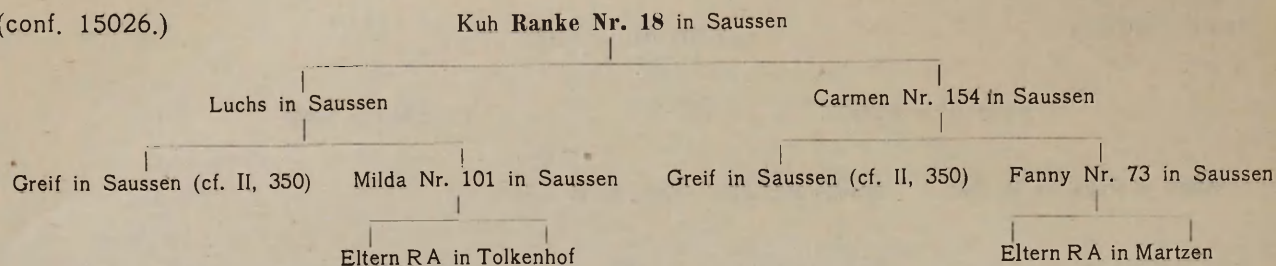 (conf. 15026.) Kuh Ranke Nr. 18 in Saussen
Luchs in Saussen Carmen Nr. 154 in Saussen
Greif in Saussen (cf. II, 350) Milda Nr. 101 in Saussen Greif in Saussen (cf. II, 350) Fanny Nr. 73 in Saussen
Eltern R A in Tolkenhof Eltern R A in Martzen